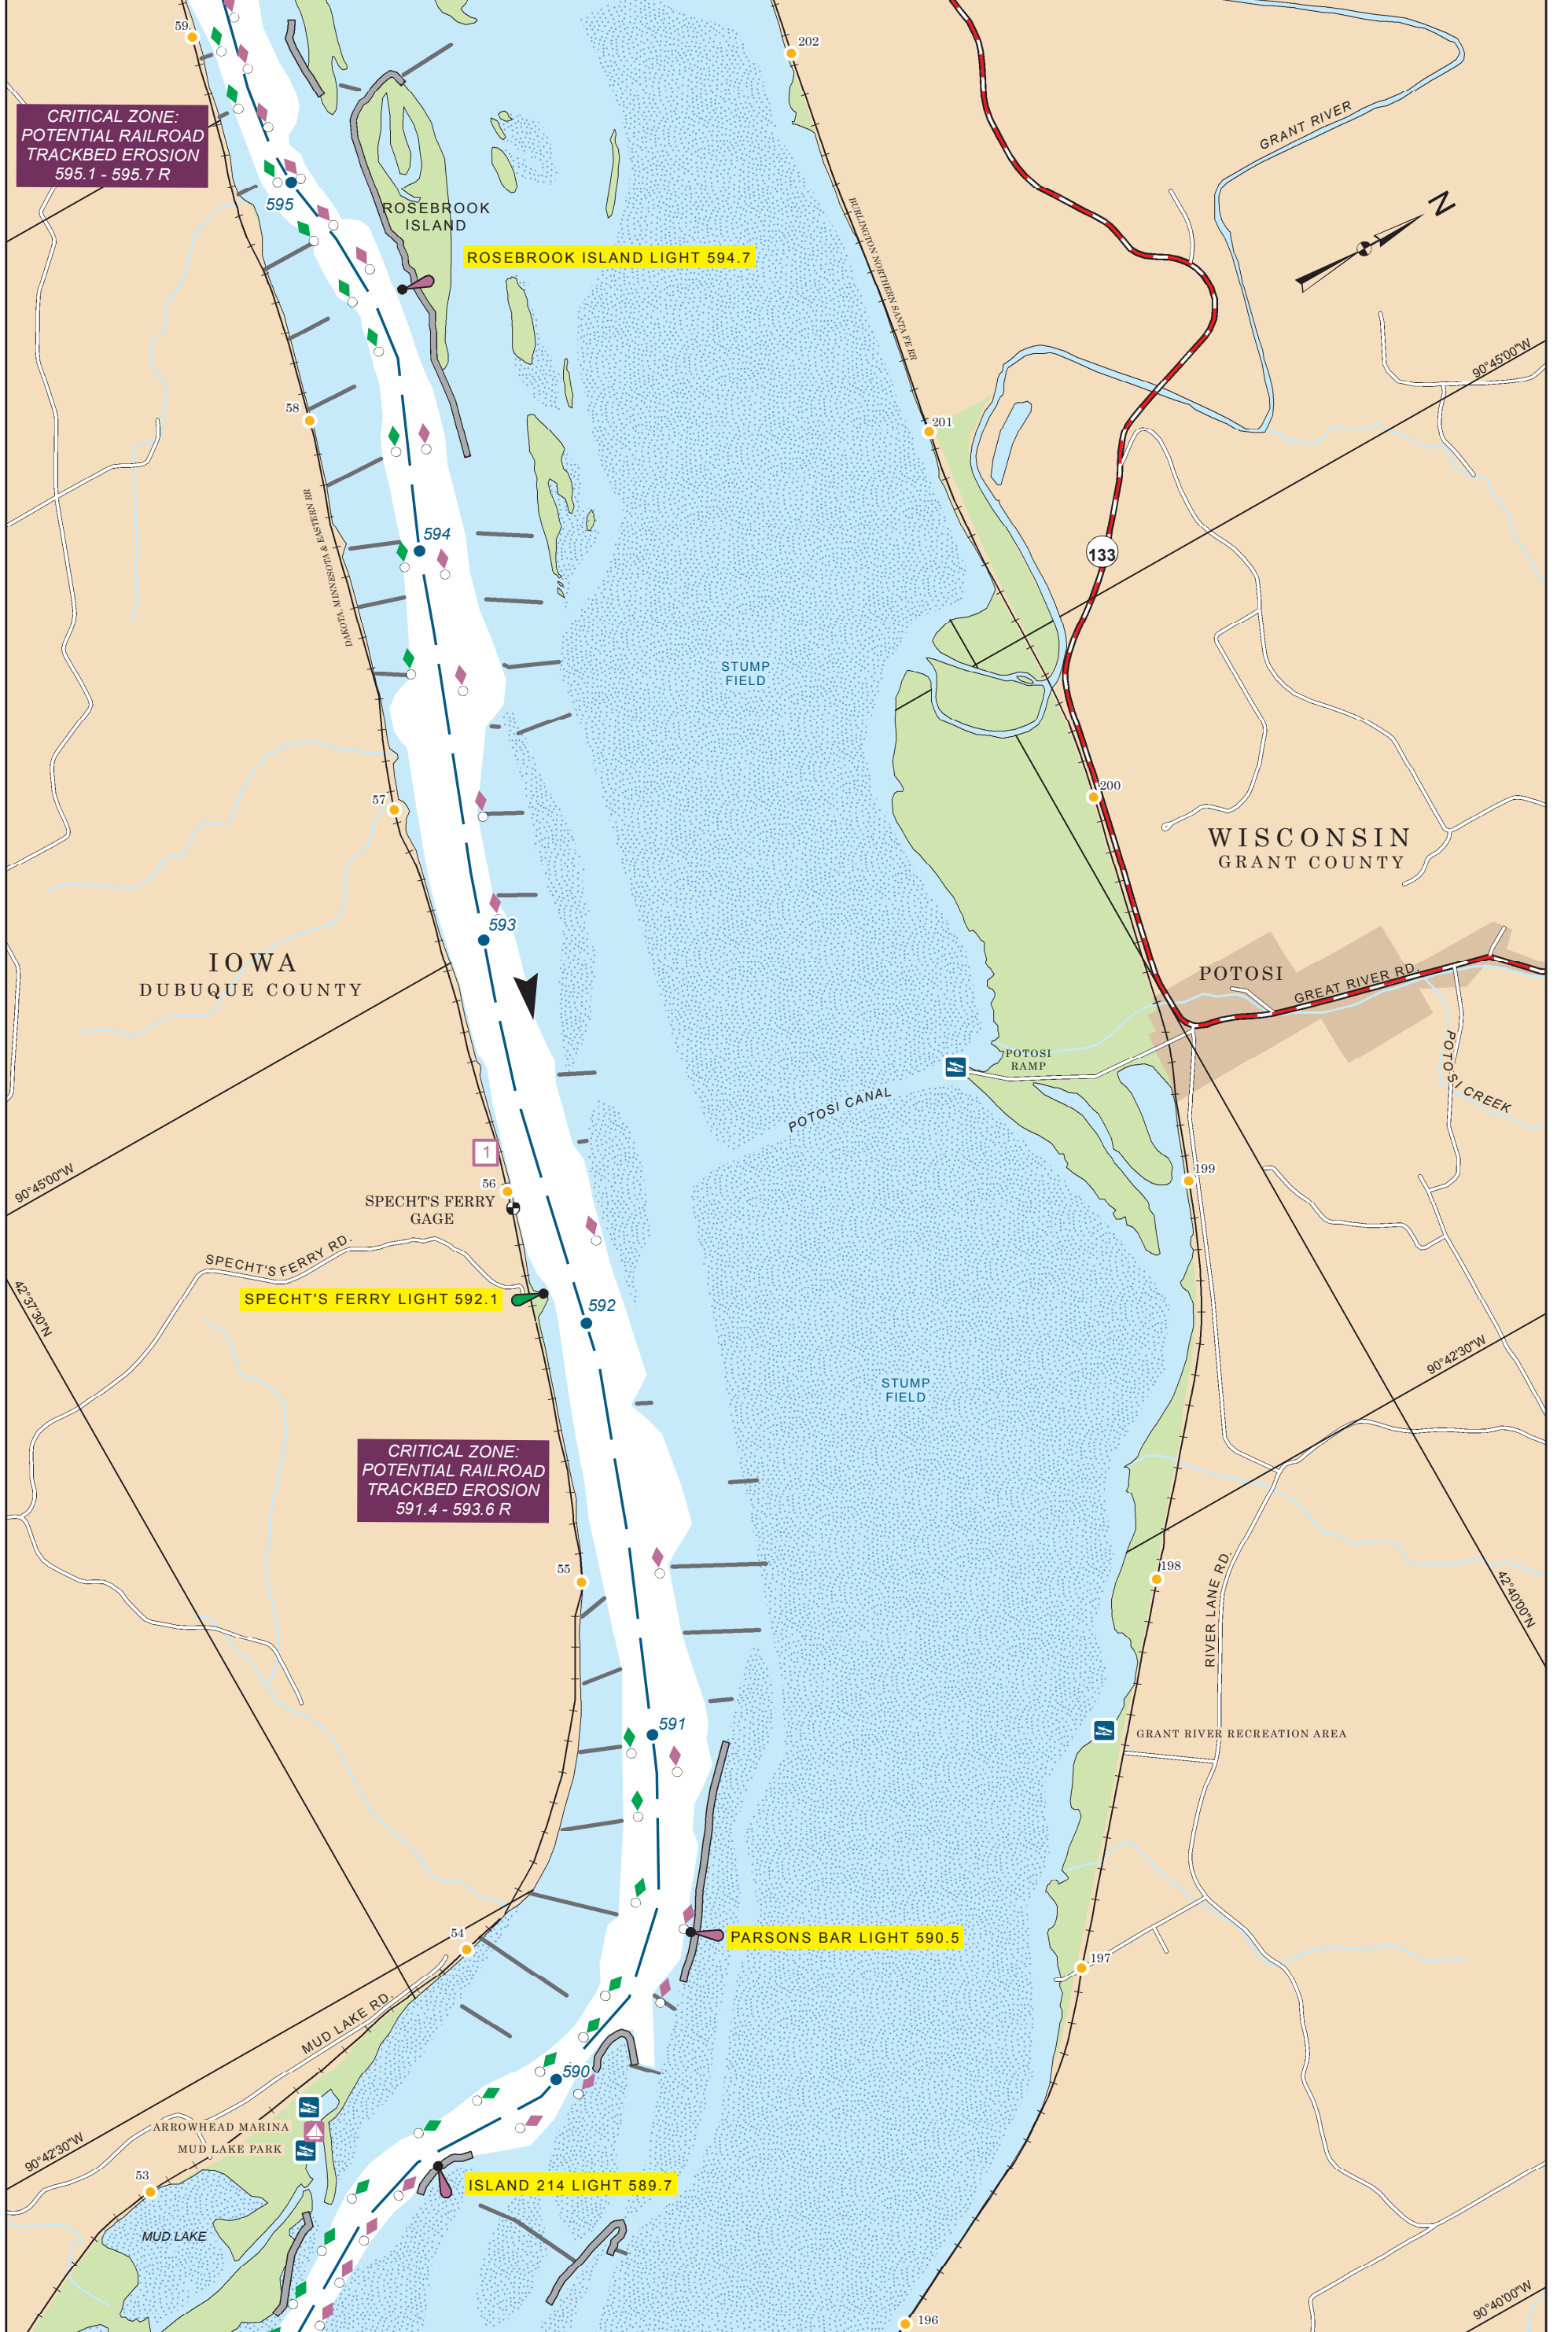 59
202
CRITICAL ZONE:
POTENTIAL RAILROAD
TRACKBED EROSION
595.1 - 595.7 R
GRANT RIVER
595
ROSEBROOK
ISLAND
N
ROSEBROOK ISLAND LIGHT 594.7
BURLINGTON NORTHERN SANTA FE RR
90°45'00"W
58
201
DAKOTA, MINNESOTA & EASTERN RR
594
133
STUMP
FIELD
57
200
WISCONSIN
GRANT COUNTY
593
IOWA
DUBUQUE COUNTY
POTOSI
GREAT RIVER RD.
POTOSI
RAMP
POTOSI CREEK
POTOSI CANAL
1
90°45'00"W
56
199
SPECHT'S FERRY
GAGE
SPECHT'S FERRY RD.
SPECHT'S FERRY LIGHT 592.1
592
42°37'30"N
90°42'30"W
STUMP
FIELD
CRITICAL ZONE:
POTENTIAL RAILROAD
TRACKBED EROSION
591.4 - 593.6 R
55
198
42°40'00"N
RIVER LANE RD.
591
GRANT RIVER RECREATION AREA
54
PARSONS BAR LIGHT 590.5
197
MUD LAKE RD.
590
ARROWHEAD MARINA
MUD LAKE PARK
90°42'30"W
53
ISLAND 214 LIGHT 589.7
MUD LAKE
90°40'00"W
196